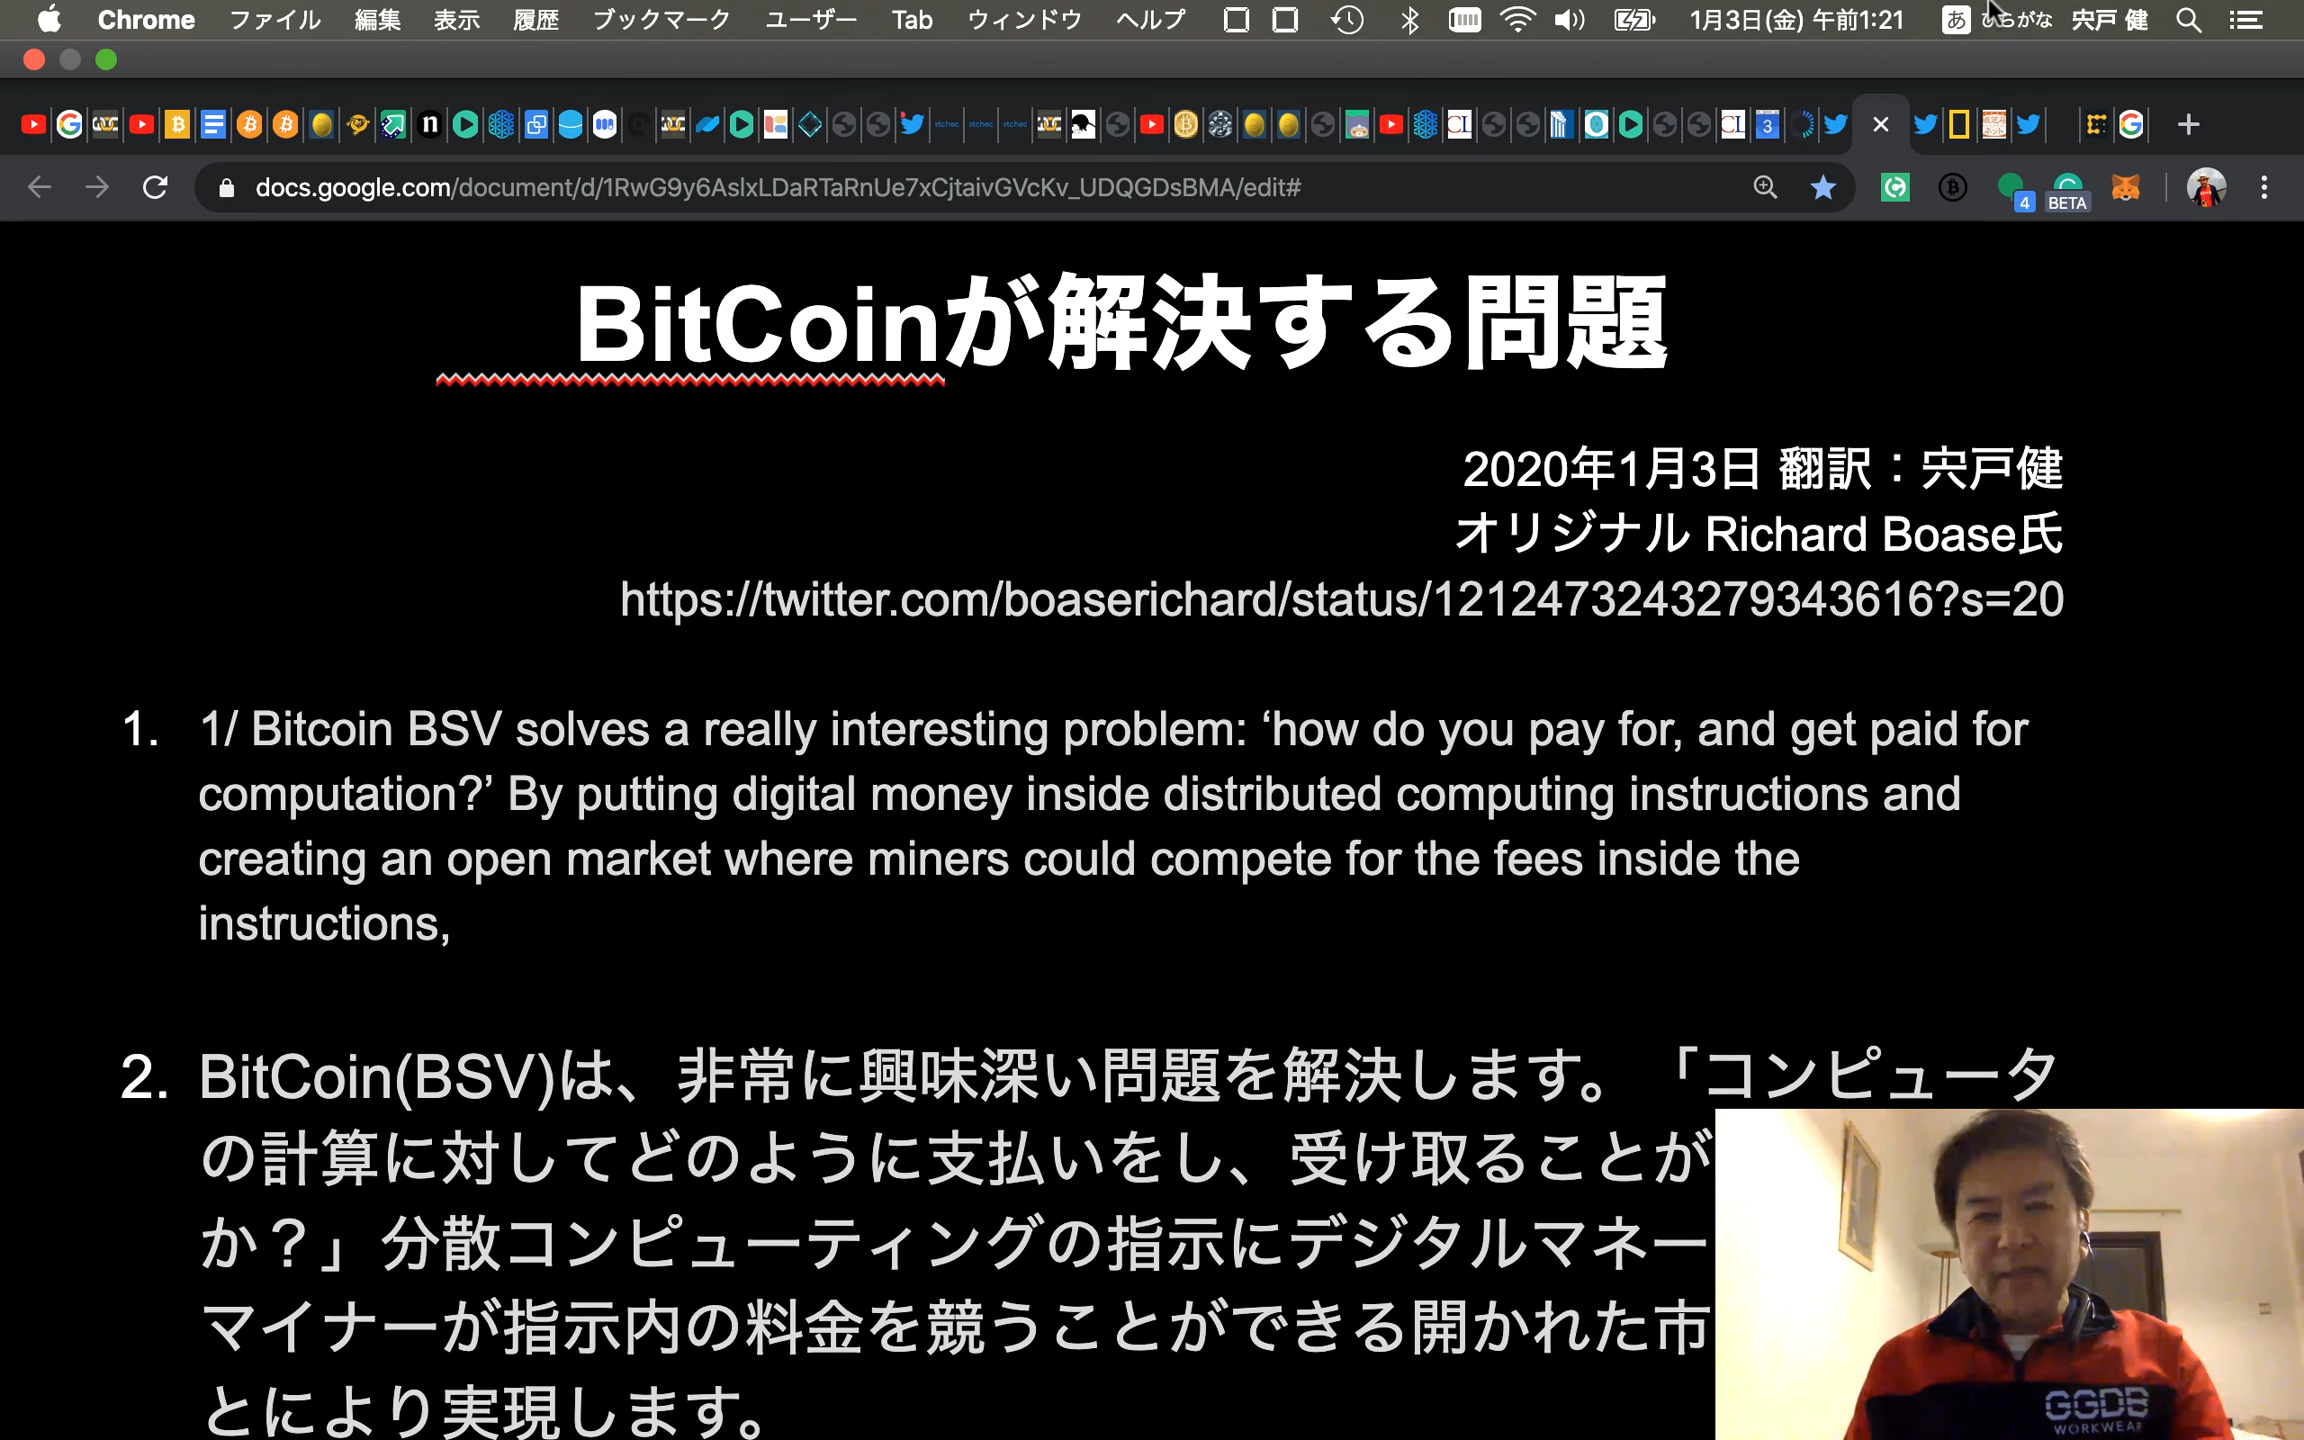 Chrome ファイル 編集 表示 履歴 ブックマーク ユーザー Tab ウィンドウ ヘルプ 1月3日(金) 午前1:21 あ ひらがな 宍戸 健
docs.google.com/document/d/1RwG9y6AslxLDaRTaRnUe7xCjtaivGVcKv_UDQGDsBMA/edit#
4 BETA
BitCoinが解決する問題
2020年1月3日 翻訳：宍戸健
オリジナル Richard Boase氏
https://twitter.com/boaserichard/status/1212473243279343616?s=20
1. 1/ Bitcoin BSV solves a really interesting problem: ‘how do you pay for, and get paid for
computation?’ By putting digital money inside distributed computing instructions and
creating an open market where miners could compete for the fees inside the
instructions,
2. BitCoin(BSV)は、非常に興味深い問題を解決します。「コンピュータ
の計算に対してどのように支払いをし、受け取ることが
か？」分散コンピューティングの指示にデジタルマネー
マイナーが指示内の料金を競うことができる開かれた市
とにより実現します。
GGDB
WORKWEAR